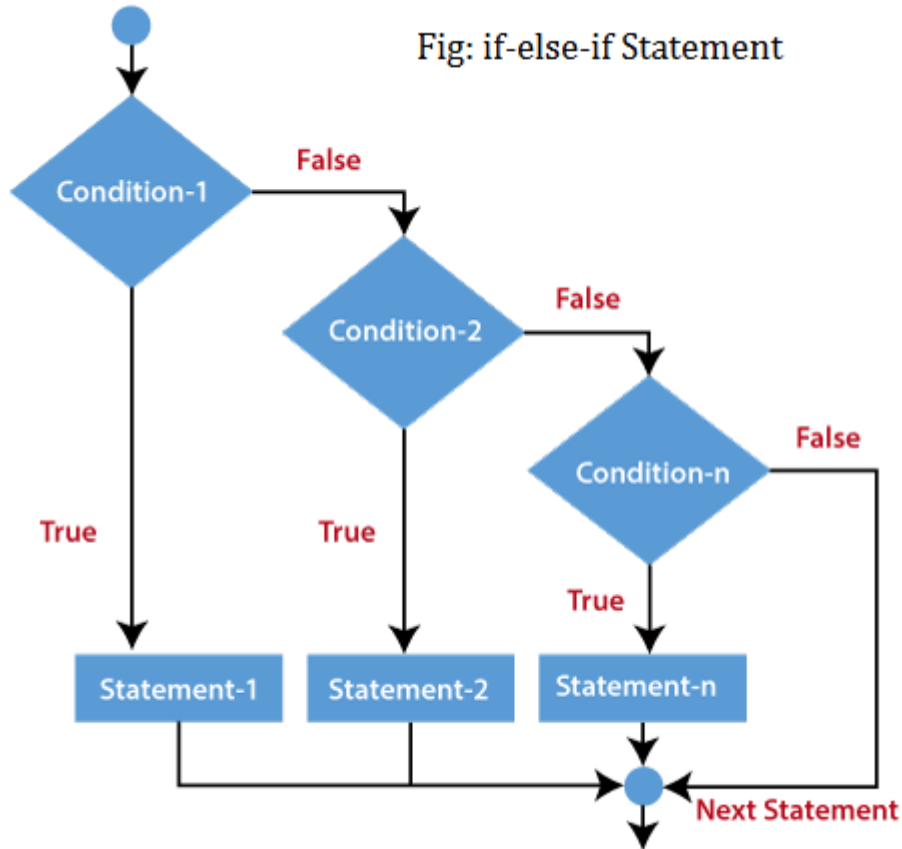 Fig: if-else-if Statement
False
Condition-1
False
Condition-2
False
Condition-n
True
True
True
Statement-1
Statement-2
Statement-n
Next Statement